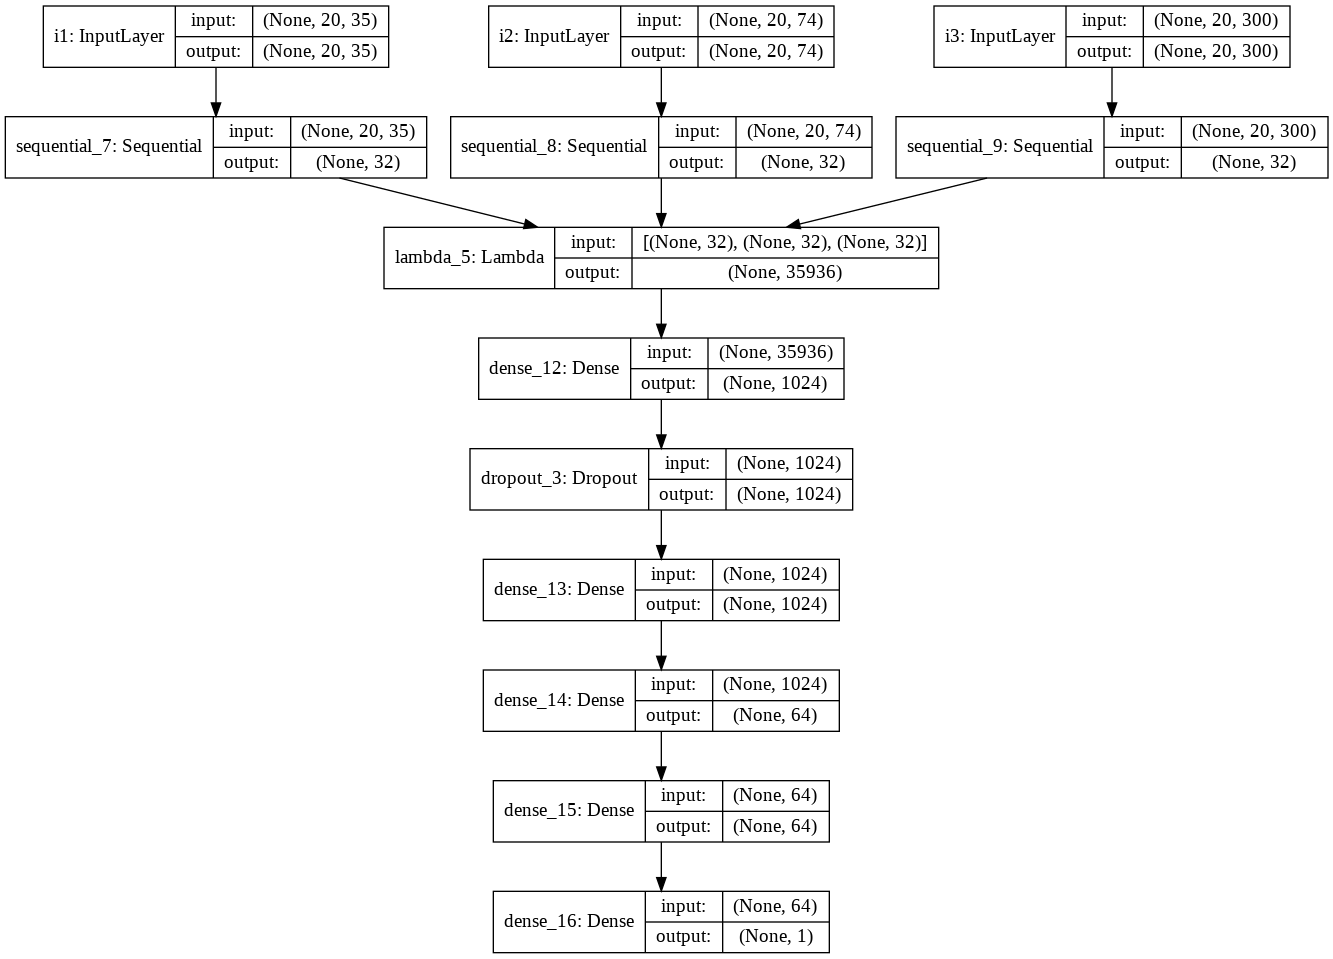 i1: InputLayer
input: (None, 20, 35)
output: (None, 20, 35)
i2: InputLayer
input: (None, 20, 74)
output: (None, 20, 74)
i3: InputLayer
input: (None, 20, 300)
output: (None, 20, 300)
sequential_7: Sequential
input: (None, 20, 35)
output: (None, 32)
sequential_8: Sequential
input: (None, 20, 74)
output: (None, 32)
sequential_9: Sequential
input: (None, 20, 300)
output: (None, 32)
lambda_5: Lambda
input: [(None, 32), (None, 32), (None, 32)]
output: (None, 35936)
dense_12: Dense
input: (None, 35936)
output: (None, 1024)
dropout_3: Dropout
input: (None, 1024)
output: (None, 1024)
dense_13: Dense
input: (None, 1024)
output: (None, 1024)
dense_14: Dense
input: (None, 1024)
output: (None, 64)
dense_15: Dense
input: (None, 64)
output: (None, 64)
dense_16: Dense
input: (None, 64)
output: (None, 1)